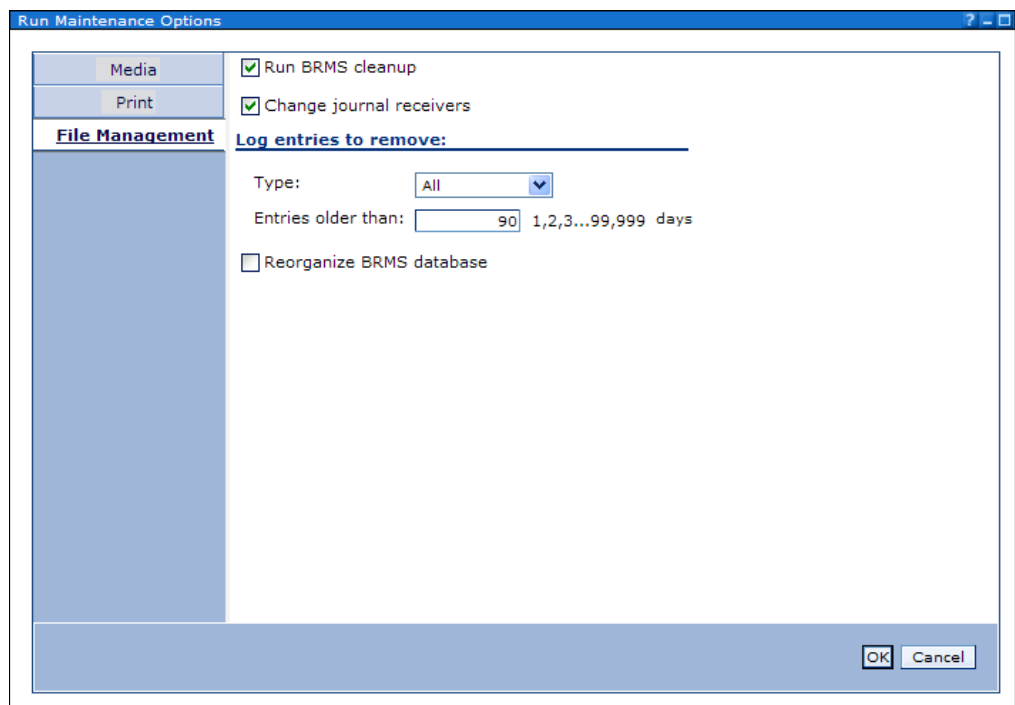 Run Maintenance Options ?
Media
Print
File Management
Run BRMS cleanup
Change journal receivers
Log entries to remove:
Type: All
Entries older than: 90 1,2,3...99,999 days
Reorganize BRMS database
OK Cancel